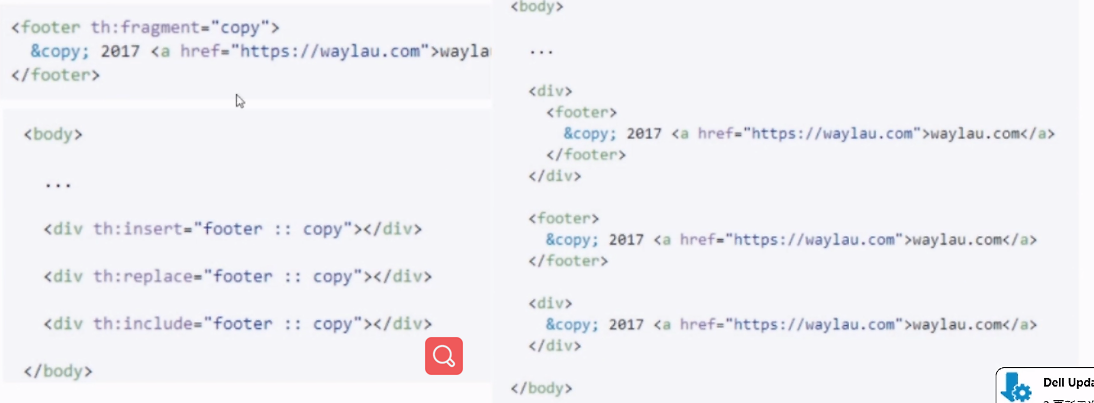 <footer th:fragment="copy">
&copy; 2017 <a href="https://waylau.com">wayla
</footer>
<body>
...
<div th:insert="footer :: copy"></div>
<div th:replace="footer :: copy"></div>
<div th:include="footer :: copy"></div>
</body>
<body>
...
<div>
<footer>
&copy; 2017 <a href="https://waylau.com">waylau.com</a>
</footer>
</div>
<footer>
&copy; 2017 <a href="https://waylau.com">waylau.com</a>
</footer>
<div>
&copy; 2017 <a href="https://waylau.com">waylau.com</a>
</div>
</body>
Dell Upda